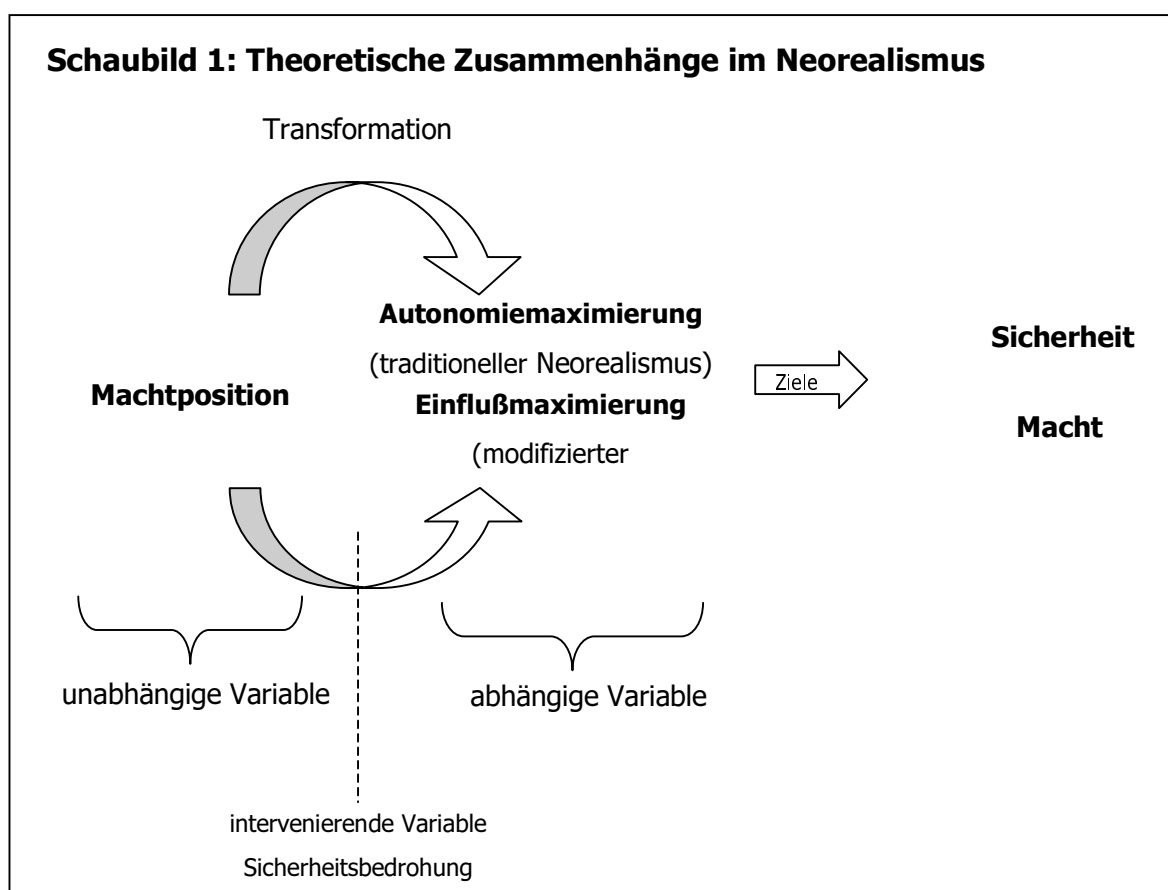 Schaubild 1: Theoretische Zusammenhänge im Neorealismus
Transformation
Machtposition
Autonomiemaximierung
(traditioneller Neorealismus)
Einflußmaximierung
(modifizierter
Ziele
Sicherheit
Macht
unabhängige Variable
abhängige Variable
intervenierende Variable
Sicherheitsbedrohung